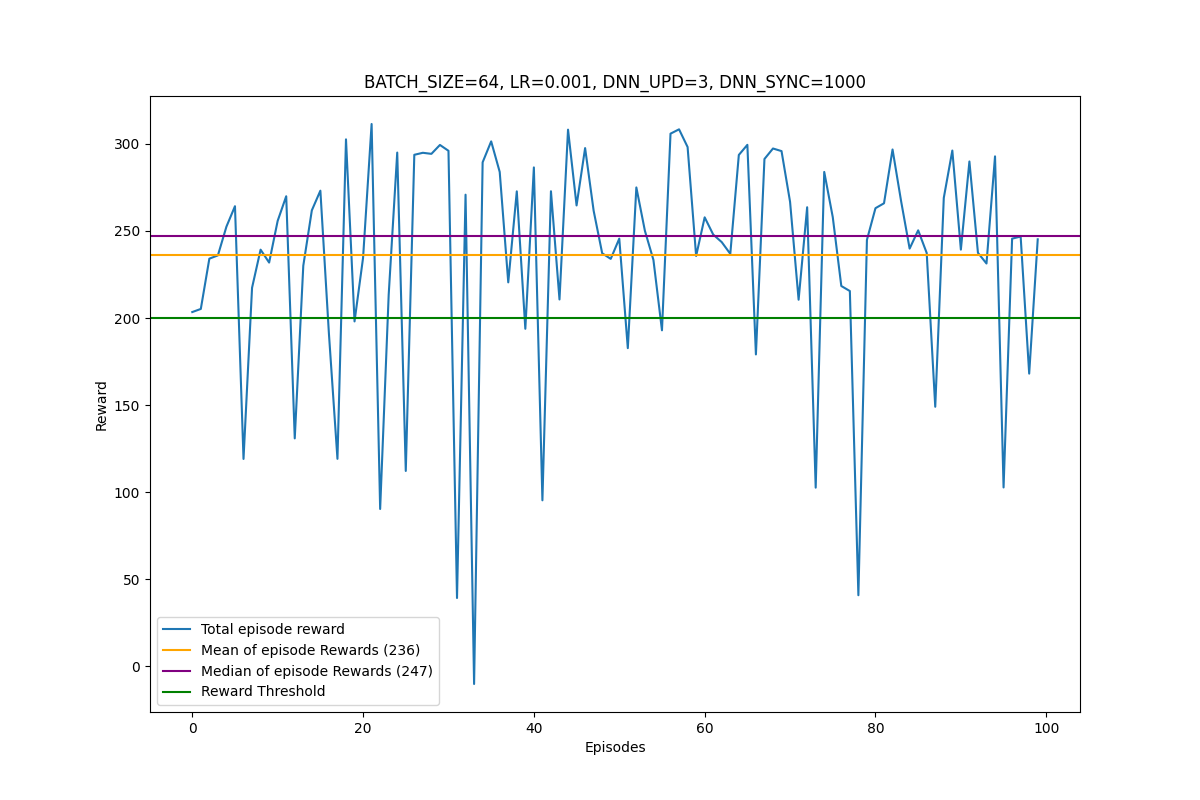 BATCH_SIZE=64, LR=0.001, DNN_UPD=3, DNN_SYNC=1000
300
250
200
150
100
50
0
Reward
Total episode reward
Mean of episode Rewards (236)
Median of episode Rewards (247)
Reward Threshold
0 20 40 60 80 100
Episodes